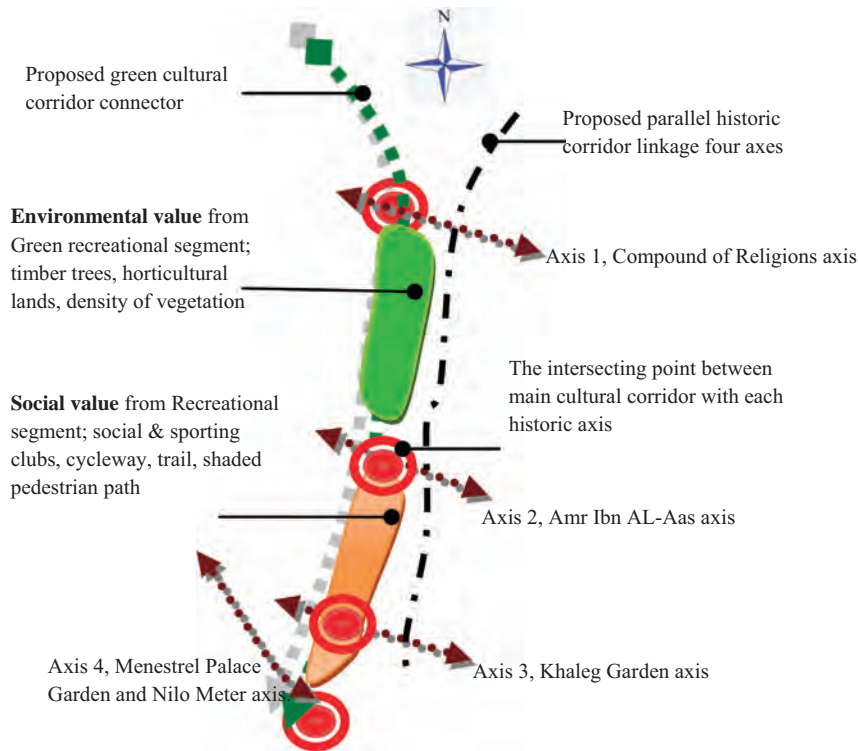 N
Proposed green cultural
corridor connector
Proposed parallel historic
corridor linkage four axes
Environmental value from
Green recreational segment;
timber trees, horticultural
lands, density of vegetation
Axis 1, Compound of Religions axis
The intersecting point between
main cultural corridor with each
historic axis
Social value from Recreational
segment; social & sporting
clubs, cycleway, trail, shaded
pedestrian path
Axis 2, Amr Ibn AL-Aas axis
Axis 4, Menestrel Palace
Garden and Nilo Meter axis.
Axis 3, Khaleg Garden axis